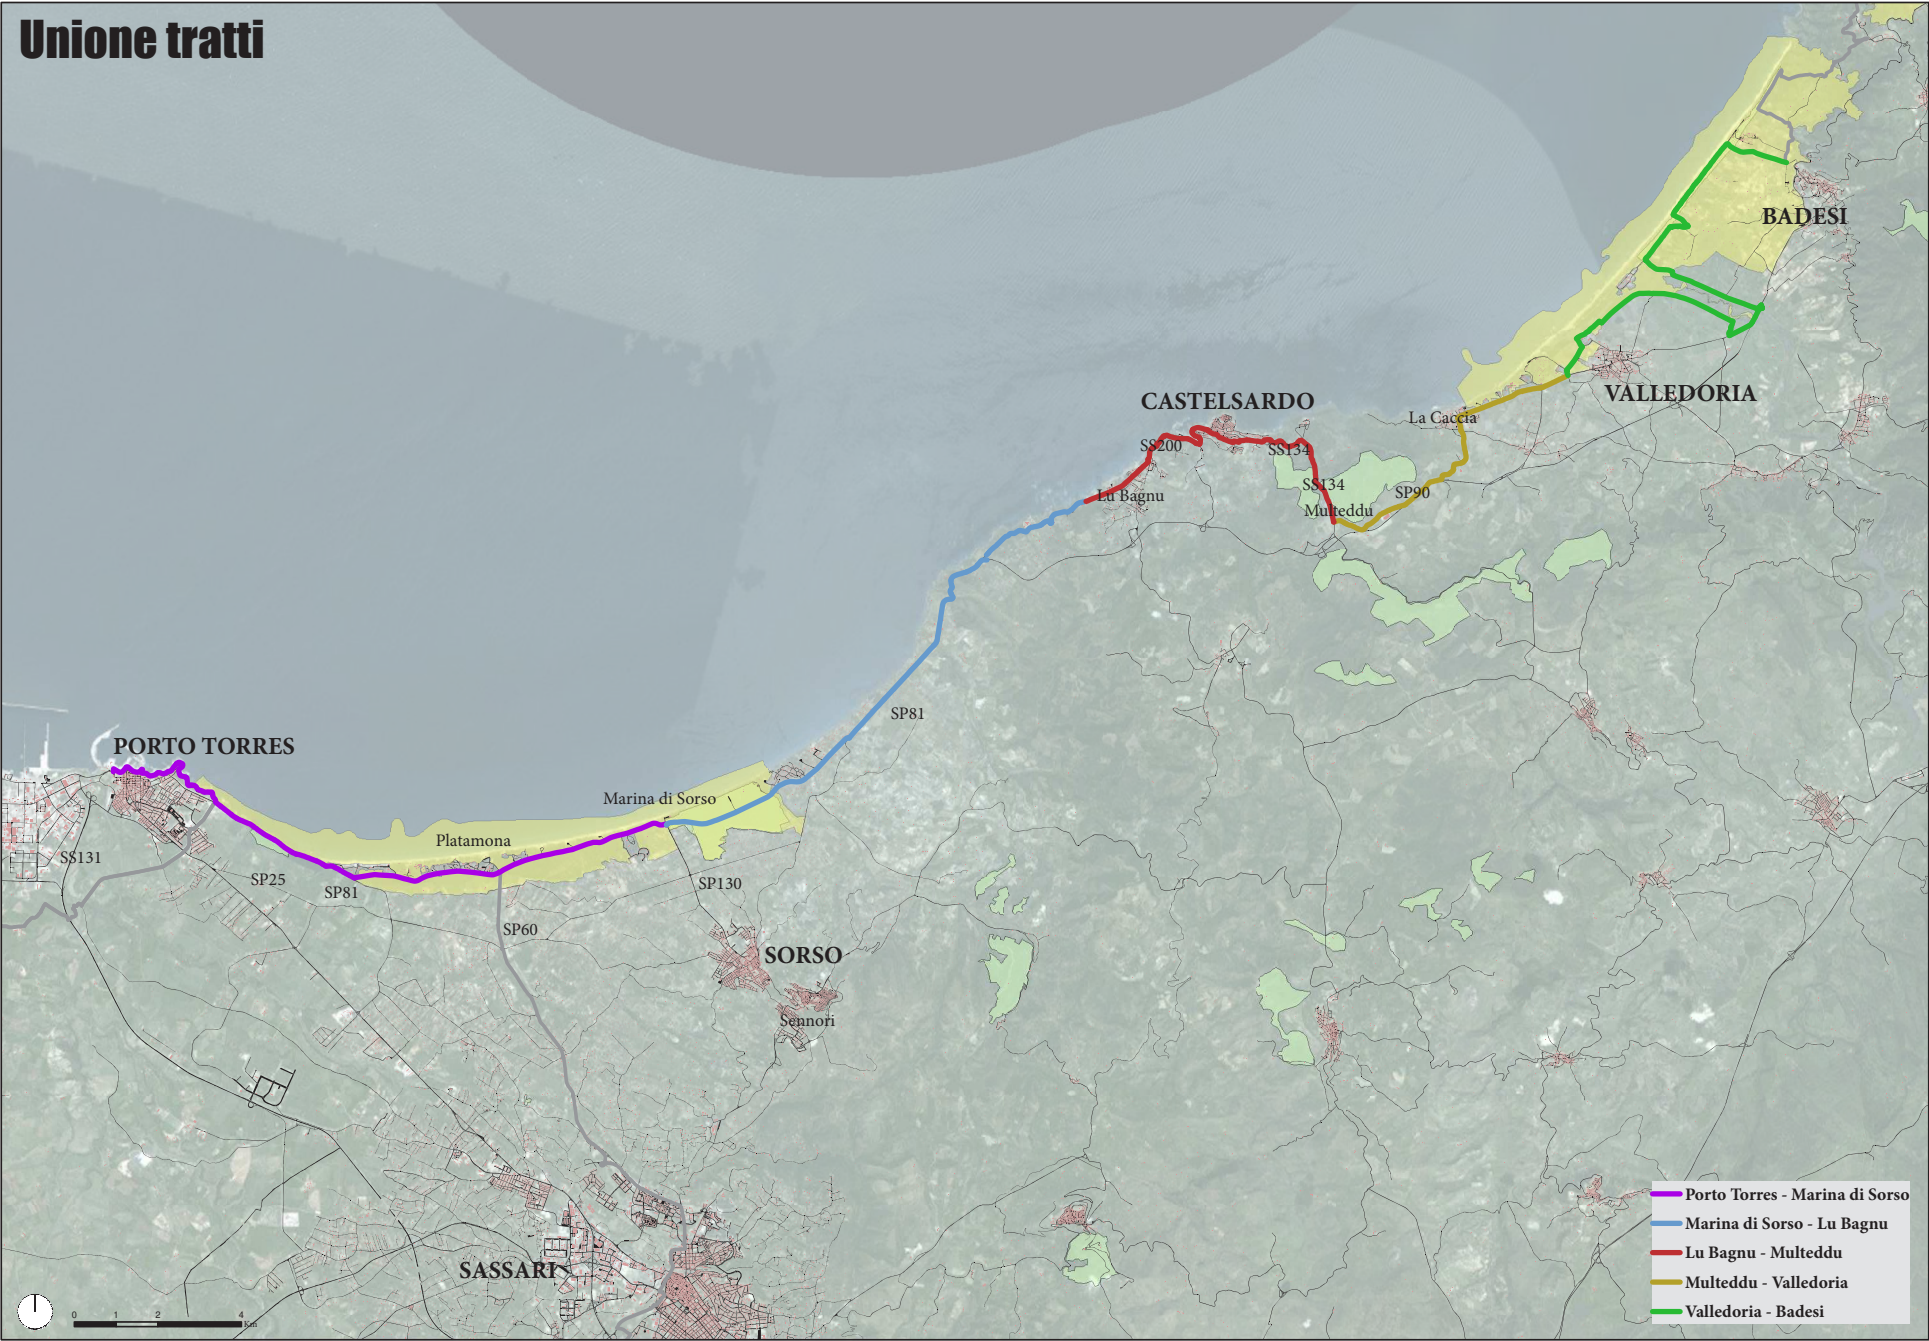 Unione tratti
BADESI
VALLEDORIA
CASTELSARDO
La Caccia
SS200
SS134
SS134
SP90
Lu Bagnu
Multeddu
SP81
PORTO TORRES
Marina di Sorso
Platamona
SS131
SP25
SP81
SP130
SP60
SORSO
Sennori
SASSARI
Porto Torres - Marina di Sorso
Marina di Sorso - Lu Bagnu
Lu Bagnu - Multeddu
Multeddu - Valledoria
Valledoria - Badesi
0 1 2 4
Km